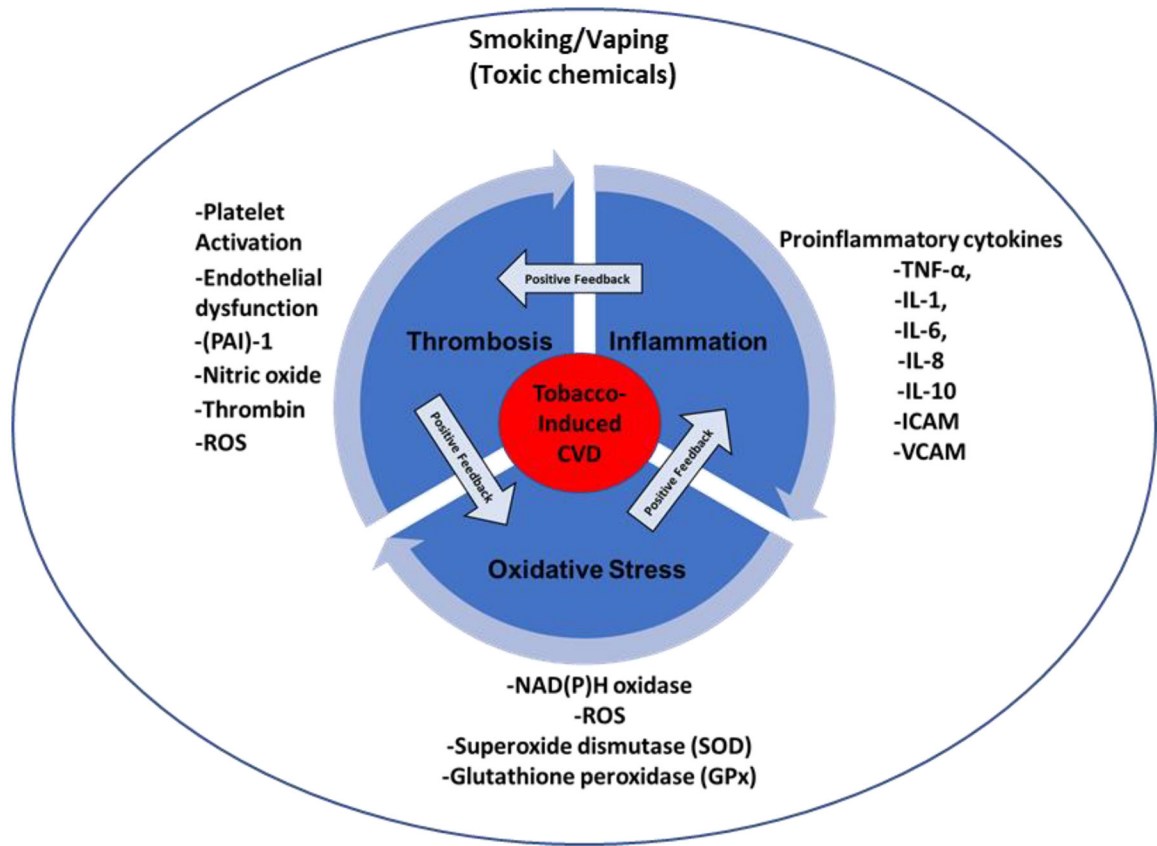 Smoking/Vaping
(Toxic chemicals)
-Platelet
Activation
-Endothelial
dysfunction
-(PAI)-1
-Nitric oxide
-Thrombin
-ROS
Positive Feedback
Thrombosis
Inflammation
Tobacco-
Induced
CVD
Positive Feedback
Positive Feedback
Oxidative Stress
Proinflammatory cytokines
-TNF-α,
-IL-1,
-IL-6,
-IL-8
-IL-10
-ICAM
-VCAM
-NAD(P)H oxidase
-ROS
-Superoxide dismutase (SOD)
-Glutathione peroxidase (GPx)